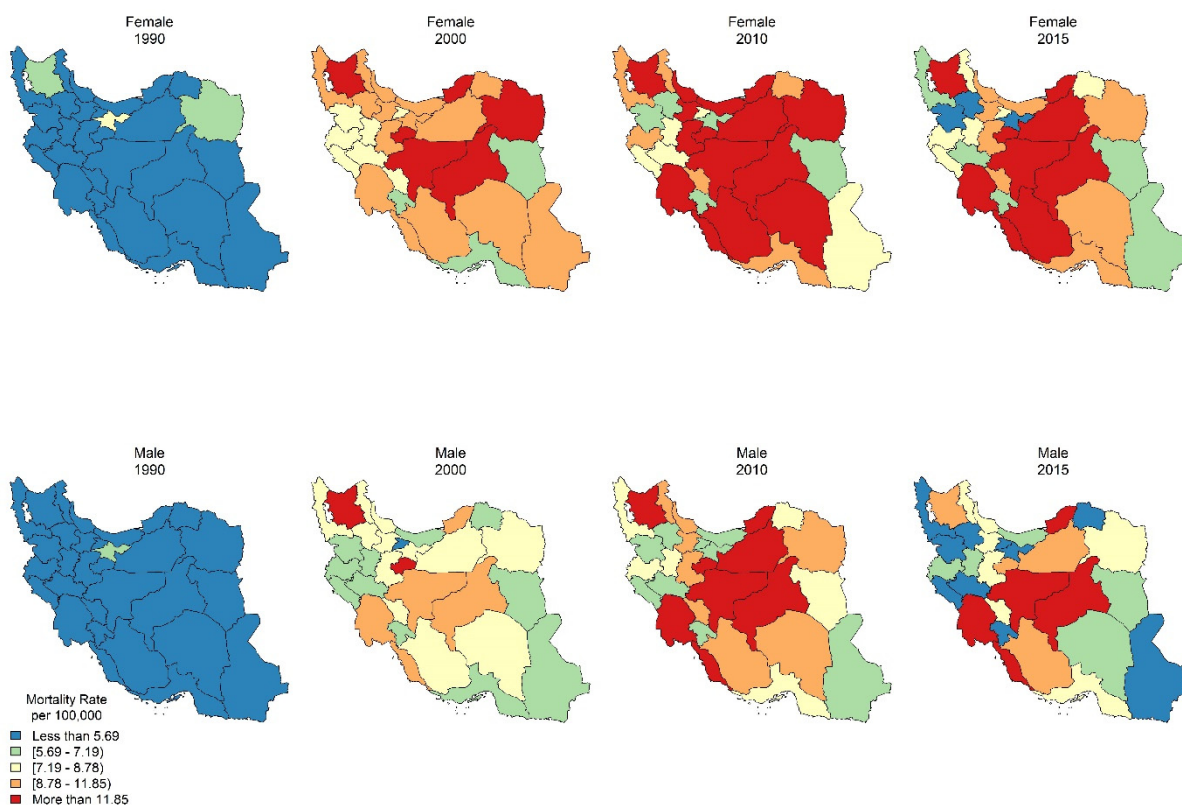 Female
1990
Female
2000
Female
2010
Female
2015
Male
1990
Male
2000
Male
2010
Male
2015
Mortality Rate
per 100,000
Less than 5.69
[5.69 - 7.19)
[7.19 - 8.78)
[8.78 - 11.85)
More than 11.85